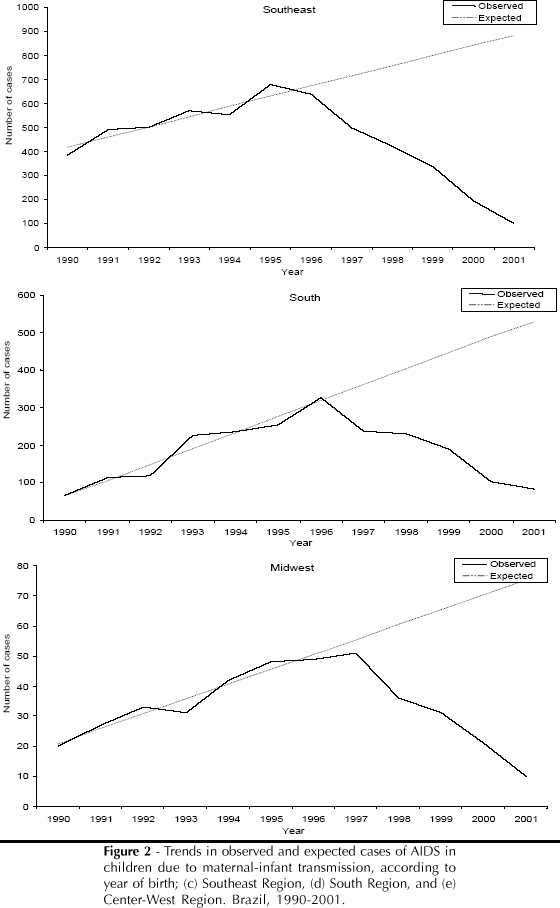 Southeast
Observed
Expected
Number of cases
1000
900
800
700
600
500
400
300
200
100
0
1990 1991 1992 1993 1994 1995 1996 1997 1998 1999 2000 2001
Year
South
Observed
Expected
Number of cases
600
500
400
300
200
100
0
1990 1991 1992 1993 1994 1995 1996 1997 1998 1999 2000 2001
Year
Midwest
Observed
Expected
Number of cases
80
70
60
50
40
30
20
10
0
1990 1991 1992 1993 1994 1995 1996 1997 1998 1999 2000 2001
Year
Figure 2 - Trends in observed and expected cases of AIDS in
children due to maternal-infant transmission, according to
year of birth; (c) Southeast Region, (d) South Region, and (e)
Center-West Region. Brazil, 1990-2001.